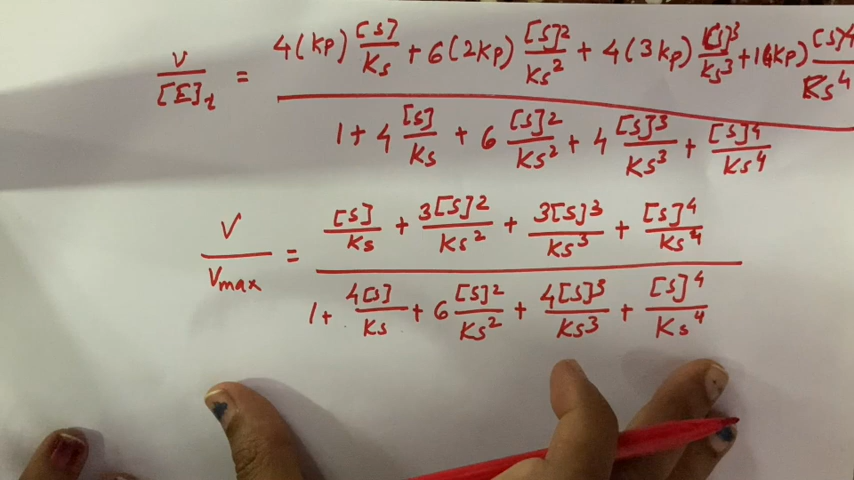 v/[E]t = (4(kp)[S]/Ks + 6(2kp)[S]²/Ks² + 4(3kp)[S]³/Ks³ + 1(4kp)[S]⁴/Ks⁴) / (1 + 4[S]/Ks + 6[S]²/Ks² + 4[S]³/Ks³ + [S]⁴/Ks⁴)
v/Vmax = ([S]/Ks + 3[S]²/Ks² + 3[S]³/Ks³ + [S]⁴/Ks⁴) / (1 + 4[S]/Ks + 6[S]²/Ks² + 4[S]³/Ks³ + [S]⁴/Ks⁴)